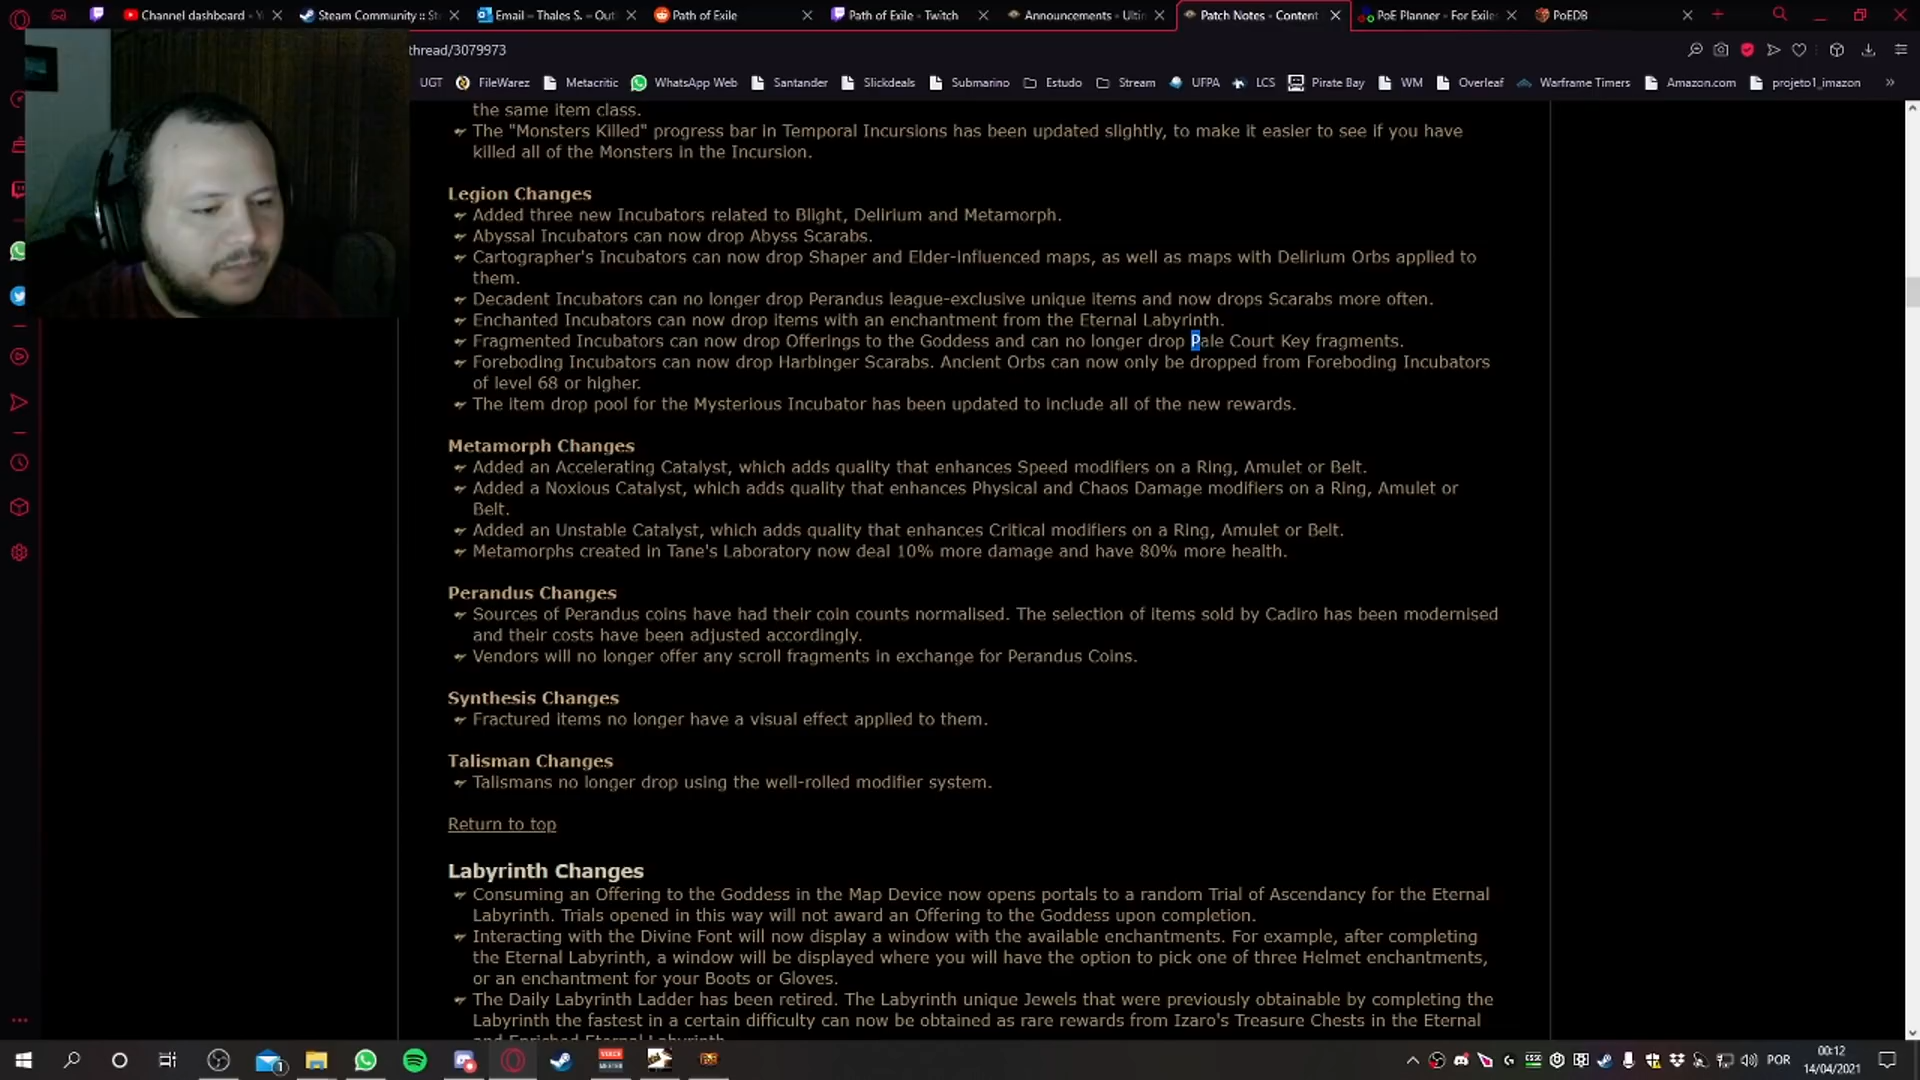 Channel dashboard - Y
Steam Community :: St
Email – Thales S. – Out
Path of Exile
Path of Exile - Twitch
Announcements - Ulti
Patch Notes - Content
PoE Planner - For Exile
PoEDB
thread/3079973
UGT FileWarez Metacritic WhatsApp Web Santander Slickdeals Submarino Estudo Stream UFPA LCS Pirate Bay WM Overleaf Warframe Timers Amazon.com projeto1_imazon »
the same item class.
The "Monsters Killed" progress bar in Temporal Incursions has been updated slightly, to make it easier to see if you have
killed all of the Monsters in the Incursion.
Legion Changes
Added three new Incubators related to Blight, Delirium and Metamorph.
Abyssal Incubators can now drop Abyss Scarabs.
Cartographer's Incubators can now drop Shaper and Elder-influenced maps, as well as maps with Delirium Orbs applied to
them.
Decadent Incubators can no longer drop Perandus league-exclusive unique items and now drops Scarabs more often.
Enchanted Incubators can now drop items with an enchantment from the Eternal Labyrinth.
Fragmented Incubators can now drop Offerings to the Goddess and can no longer drop Pale Court Key fragments.
Foreboding Incubators can now drop Harbinger Scarabs. Ancient Orbs can now only be dropped from Foreboding Incubators
of level 68 or higher.
The item drop pool for the Mysterious Incubator has been updated to include all of the new rewards.
Metamorph Changes
Added an Accelerating Catalyst, which adds quality that enhances Speed modifiers on a Ring, Amulet or Belt.
Added a Noxious Catalyst, which adds quality that enhances Physical and Chaos Damage modifiers on a Ring, Amulet or
Belt.
Added an Unstable Catalyst, which adds quality that enhances Critical modifiers on a Ring, Amulet or Belt.
Metamorphs created in Tane's Laboratory now deal 10% more damage and have 80% more health.
Perandus Changes
Sources of Perandus coins have had their coin counts normalised. The selection of items sold by Cadiro has been modernised
and their costs have been adjusted accordingly.
Vendors will no longer offer any scroll fragments in exchange for Perandus Coins.
Synthesis Changes
Fractured items no longer have a visual effect applied to them.
Talisman Changes
Talismans no longer drop using the well-rolled modifier system.
Return to top
Labyrinth Changes
Consuming an Offering to the Goddess in the Map Device now opens portals to a random Trial of Ascendancy for the Eternal
Labyrinth. Trials opened in this way will not award an Offering to the Goddess upon completion.
Interacting with the Divine Font will now display a window with the available enchantments. For example, after completing
the Eternal Labyrinth, a window will be displayed where you will have the option to pick one of three Helmet enchantments,
or an enchantment for your Boots or Gloves.
The Daily Labyrinth Ladder has been retired. The Labyrinth unique Jewels that were previously obtainable by completing the
Labyrinth the fastest in a certain difficulty can now be obtained as rare rewards from Izaro's Treasure Chests in the Eternal
and Enriched Eternal Labyrinth.
POR
00:12
14/04/2021